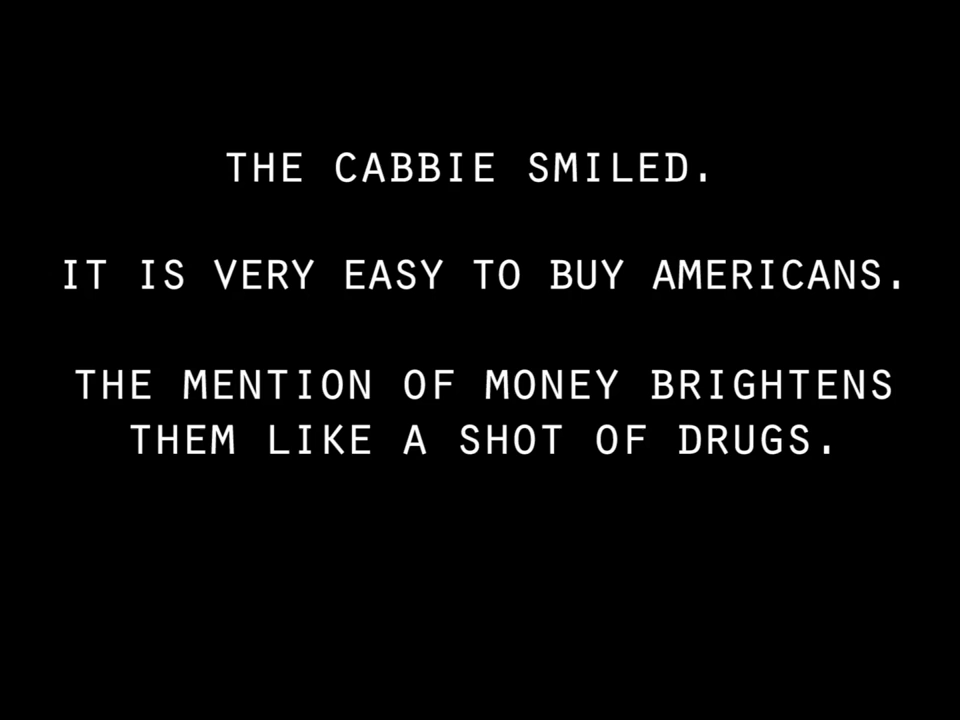 THE CABBIE SMILED.
IT IS VERY EASY TO BUY AMERICANS.
THE MENTION OF MONEY BRIGHTENS
THEM LIKE A SHOT OF DRUGS.